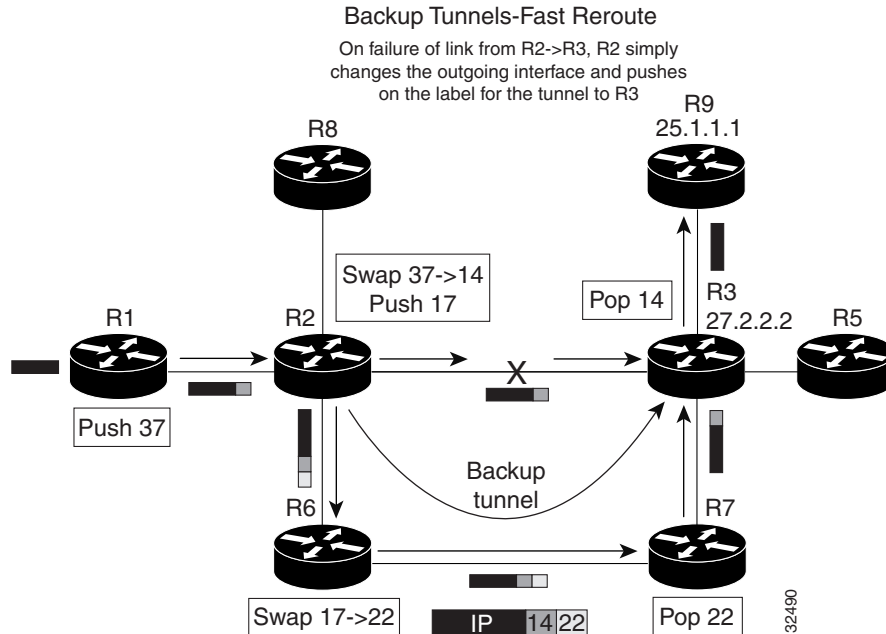 Backup Tunnels-Fast Reroute
On failure of link from R2->R3, R2 simply
changes the outgoing interface and pushes
on the label for the tunnel to R3
R9
25.1.1.1
R8
Swap 37->14
Push 17
Pop 14
R3
27.2.2.2
R1
R2
R5
X
Push 37
Backup
tunnel
R6
R7
Swap 17->22
IP 14 22
Pop 22
32490